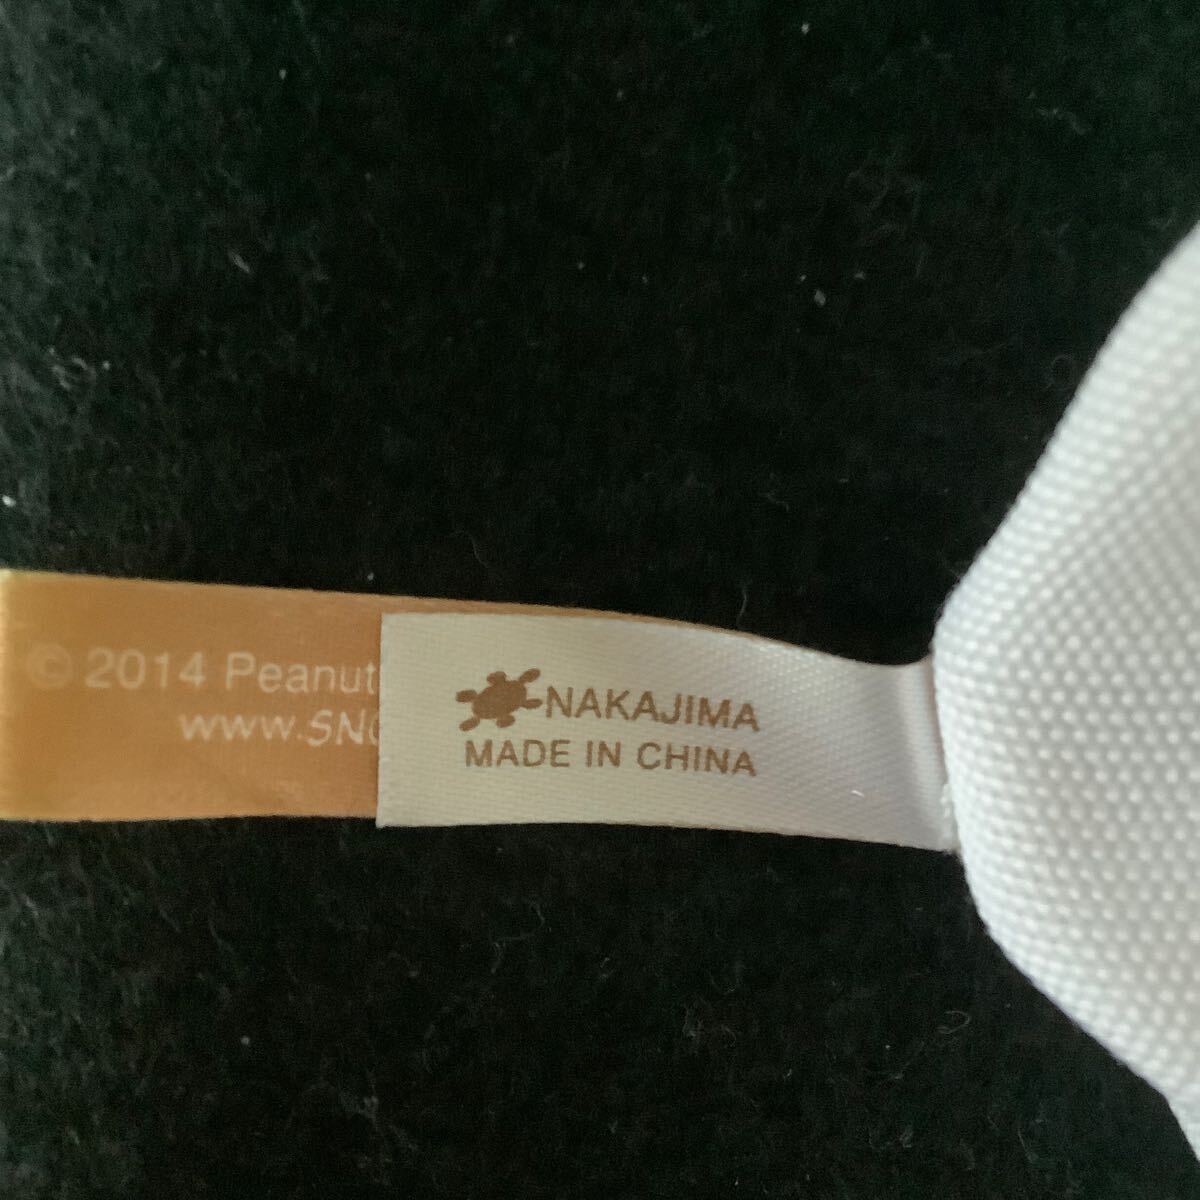 © 2014 Peanut
www.SN
NAKAJIMA
MADE IN CHINA